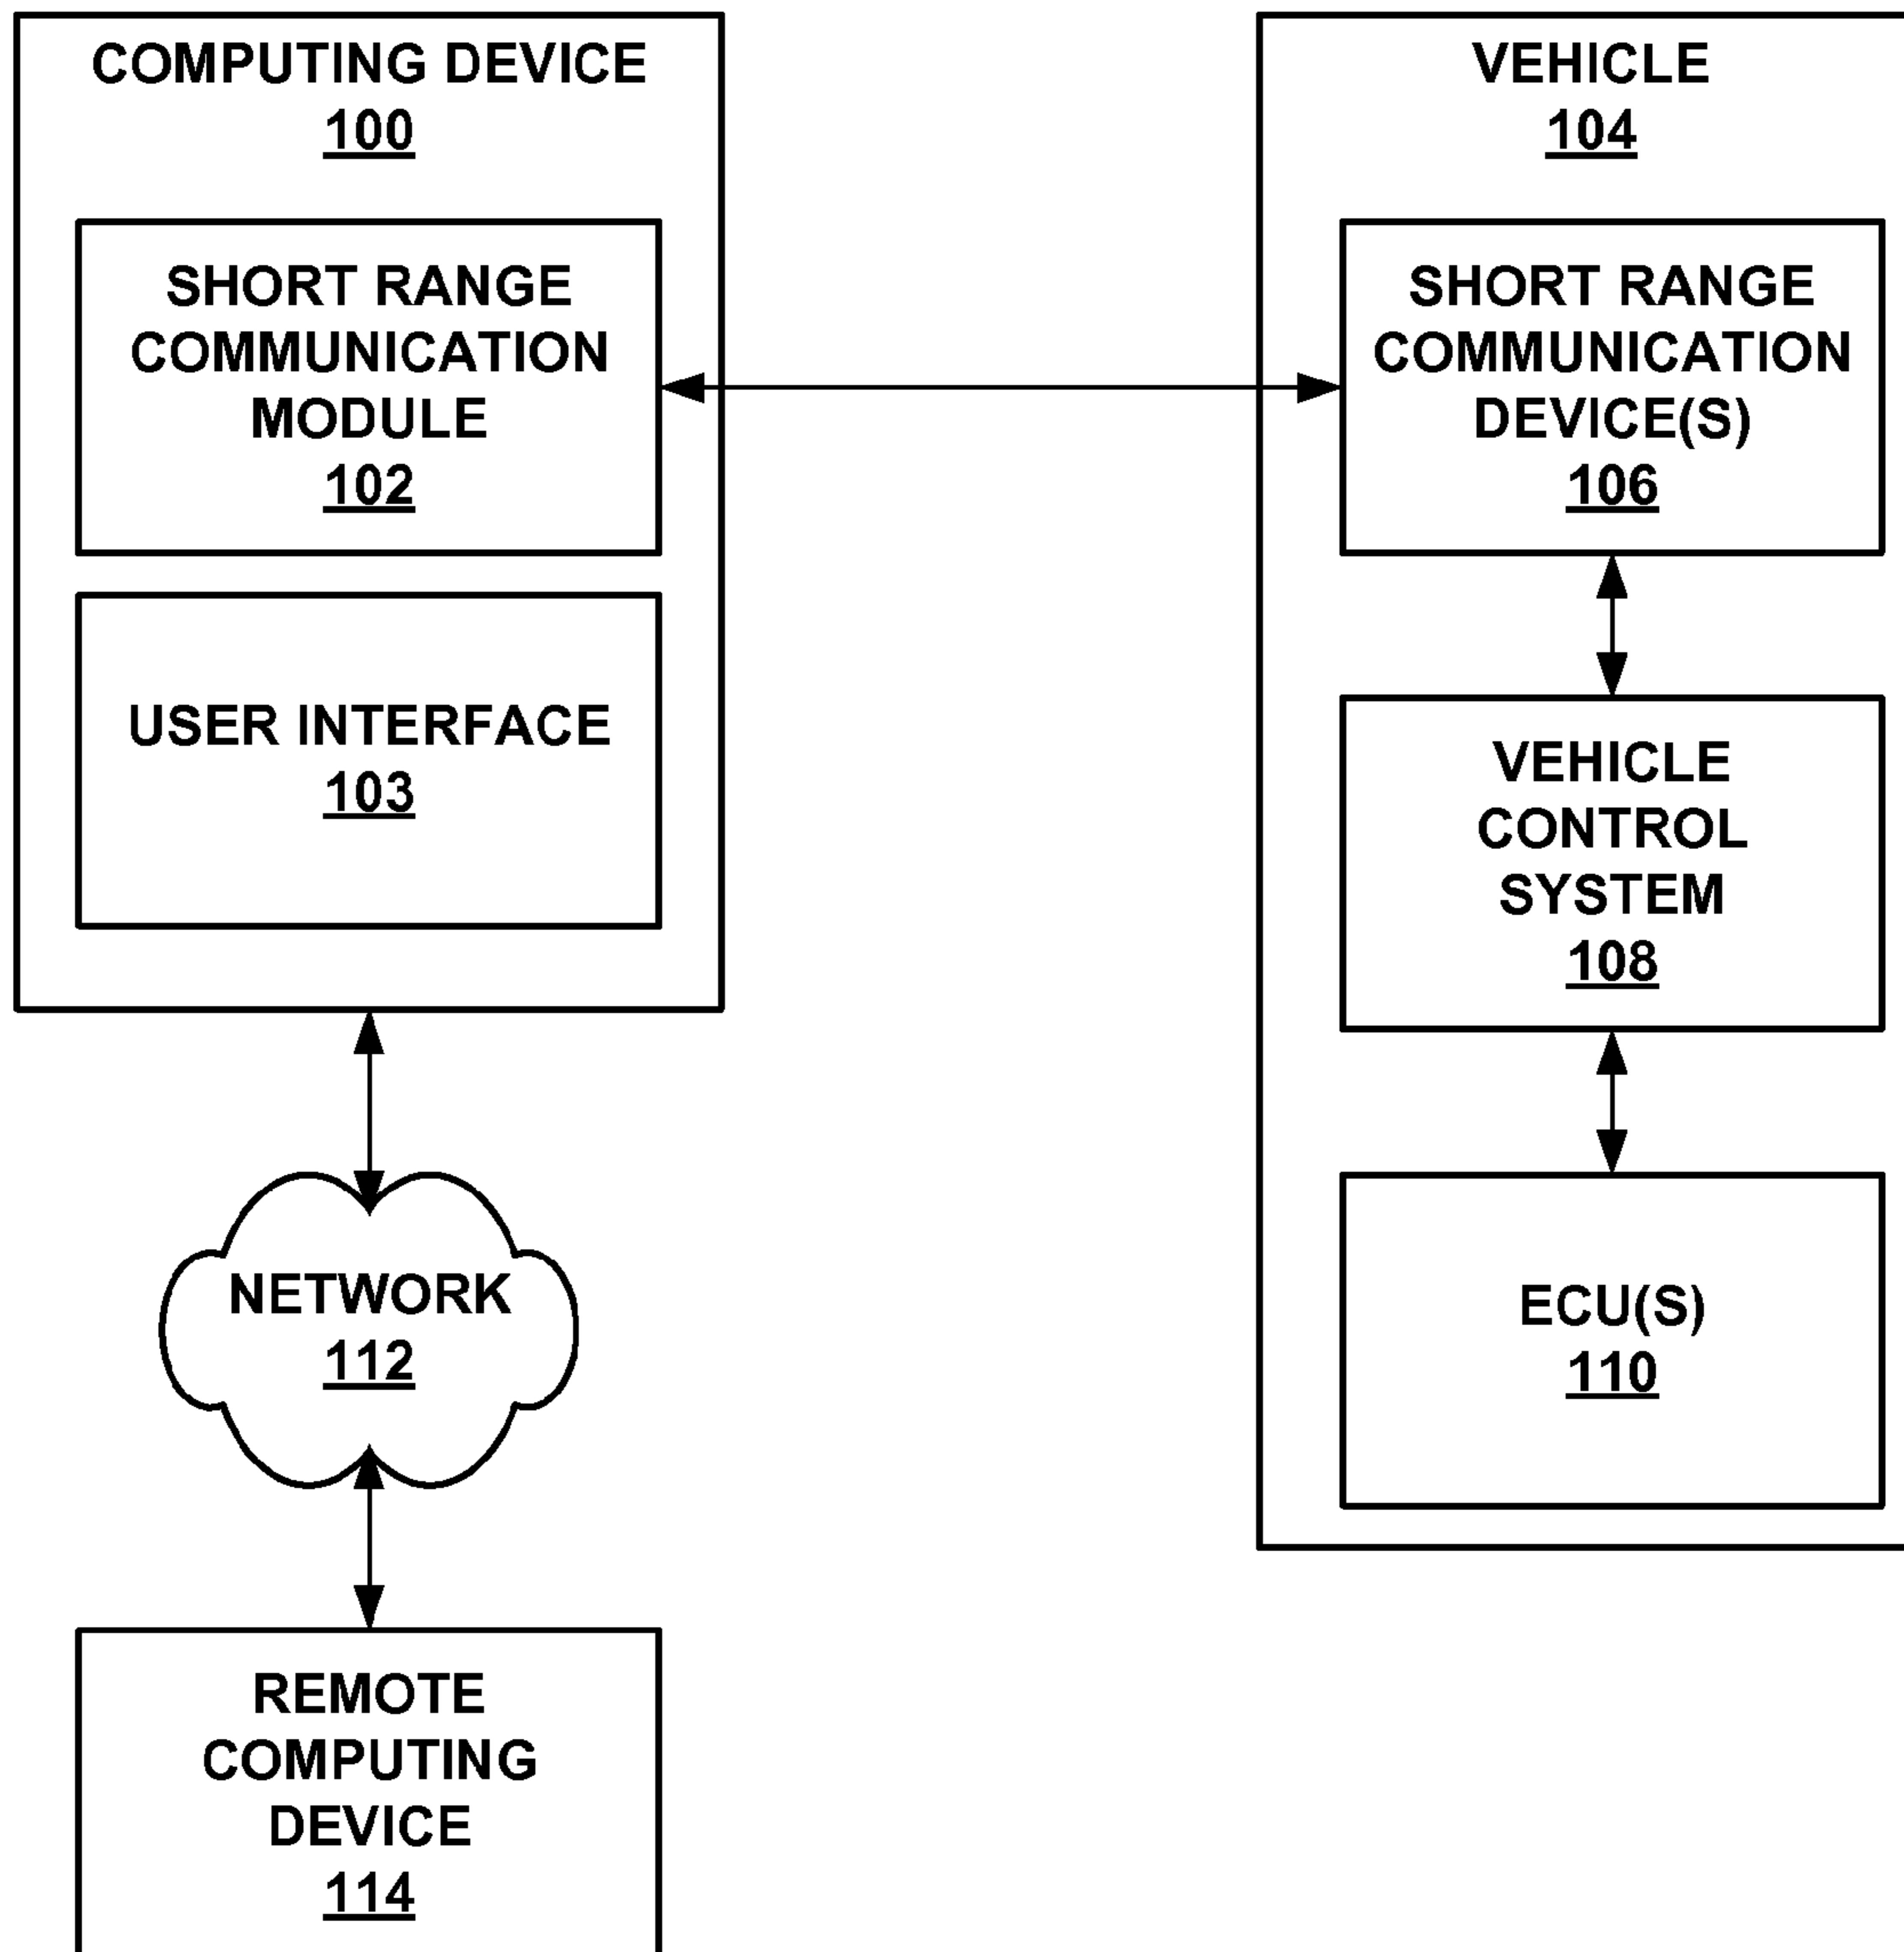 COMPUTING DEVICE
100
SHORT RANGE
COMMUNICATION
MODULE
102
USER INTERFACE
103
NETWORK
112
REMOTE
COMPUTING
DEVICE
114
VEHICLE
104
SHORT RANGE
COMMUNICATION
DEVICE(S)
106
VEHICLE
CONTROL
SYSTEM
108
ECU(S)
110